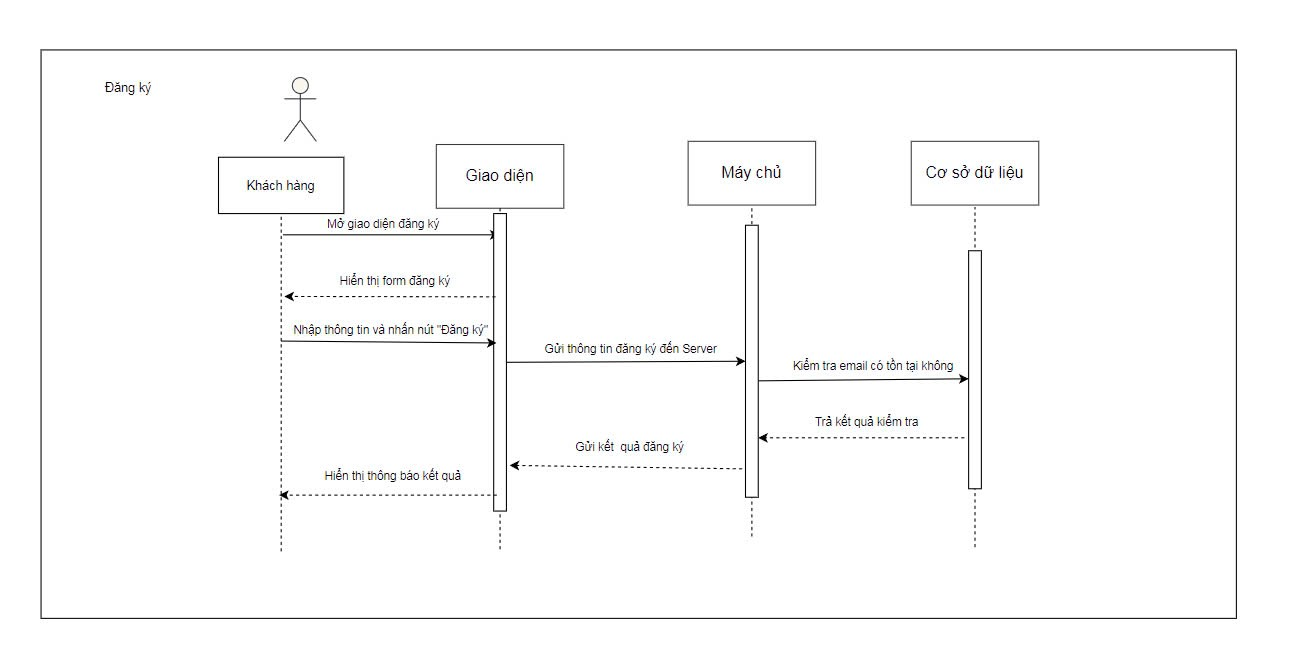 Đăng ký
Khách hàng
Giao diện
Máy chủ
Cơ sở dữ liệu
Mở giao diện đăng ký
Hiển thị form đăng ký
Nhập thông tin và nhấn nút "Đăng ký"
Gửi thông tin đăng ký đến Server
Kiểm tra email có tồn tại không
Trả kết quả kiểm tra
Gửi kết  quả đăng ký
Hiển thị thông báo kết quả